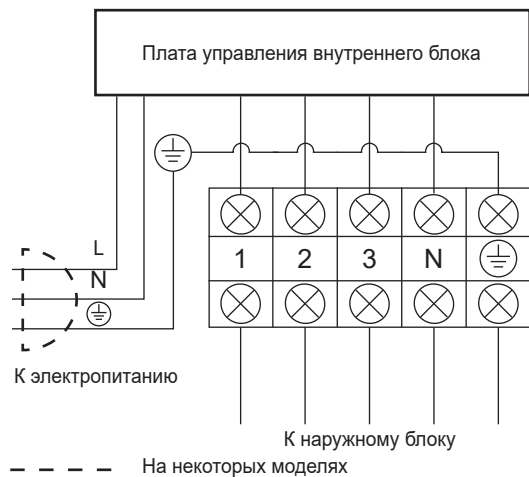 Плата управления внутреннего блока
L
N
1 2 3 N
К электропитанию
К наружному блоку
На некоторых моделях